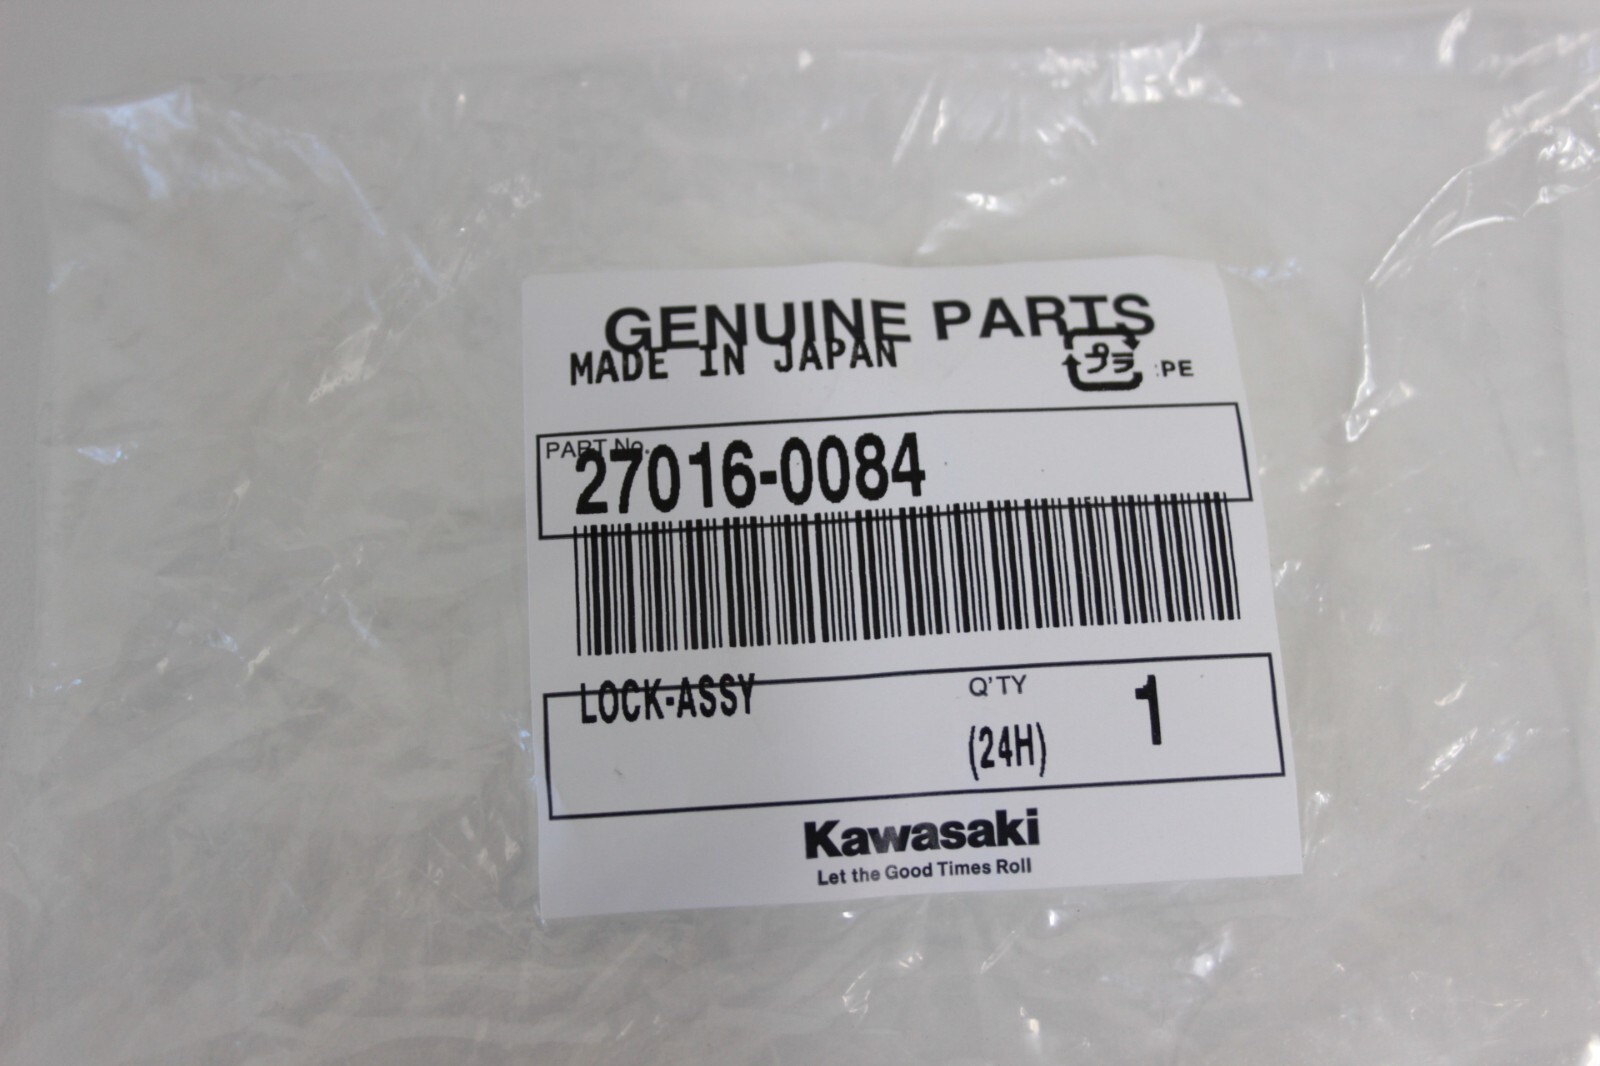 GENUINE PARTS
MADE IN JAPAN
プラ :PE
PART No.
27016-0084
LOCK-ASSY
Q'TY
1
(24H)
Kawasaki
Let the Good Times Roll